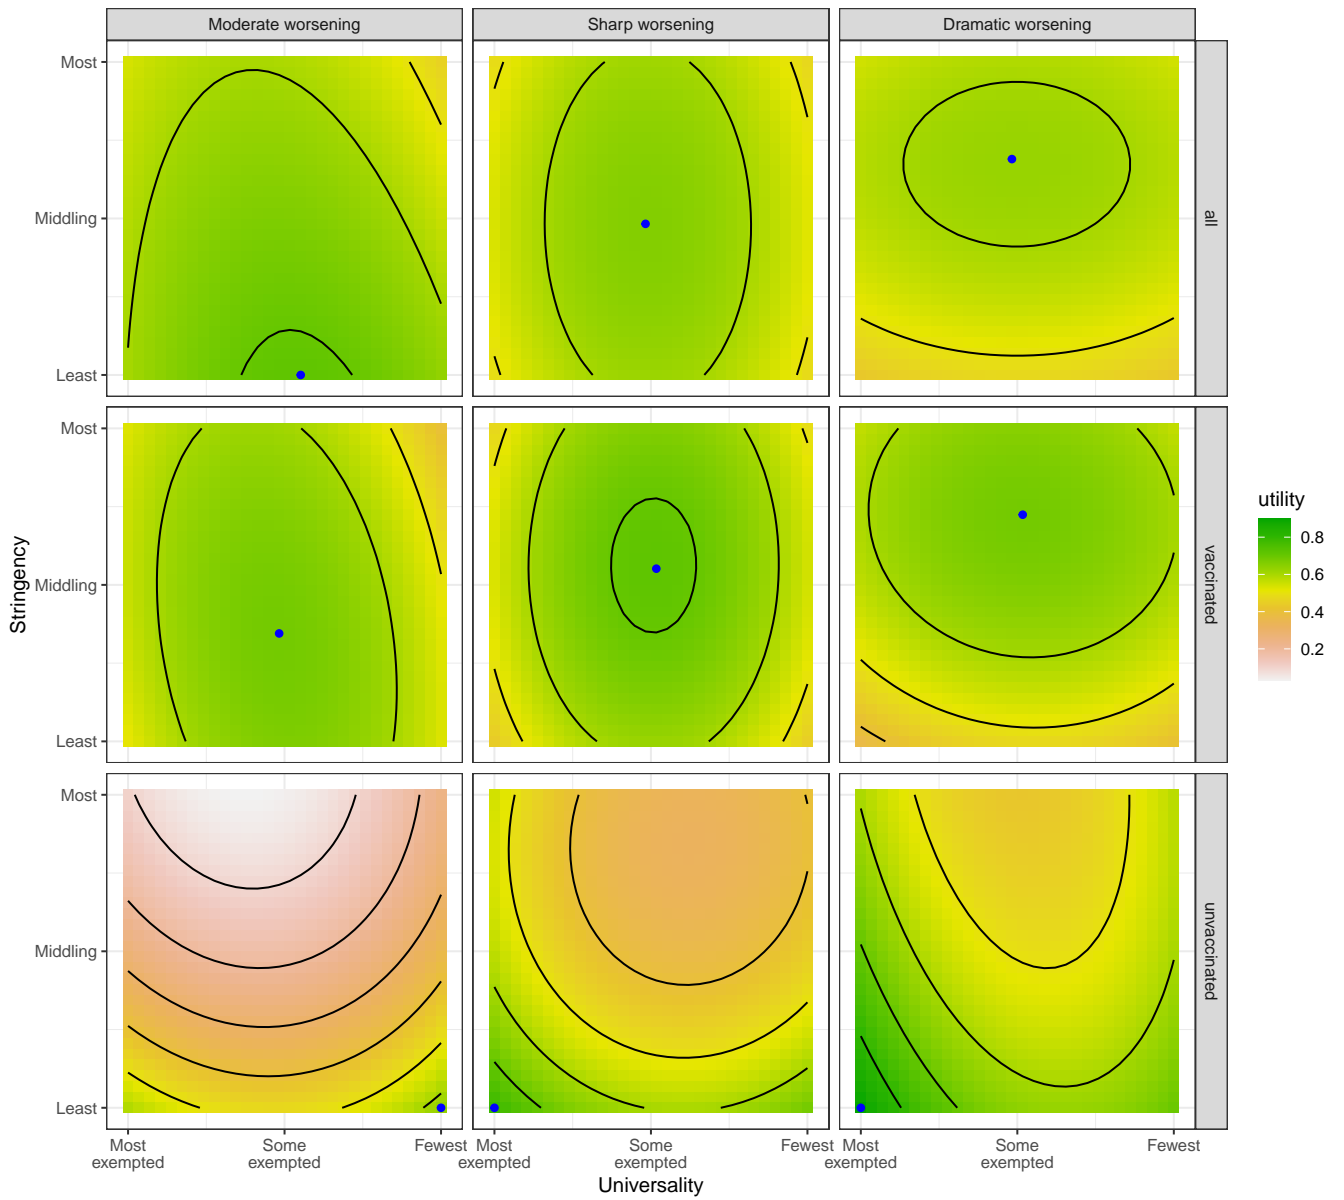 Moderate worsening
Sharp worsening
Dramatic worsening
Most
Middling
Least
all
Most
Middling
Least
vaccinated
Most
Middling
Least
unvaccinated
Stringency
Most
exempted
Some
exempted
Fewest
Most
exempted
Some
exempted
Fewest
Most
exempted
Some
exempted
Fewest
Universality
utility
0.8
0.6
0.4
0.2